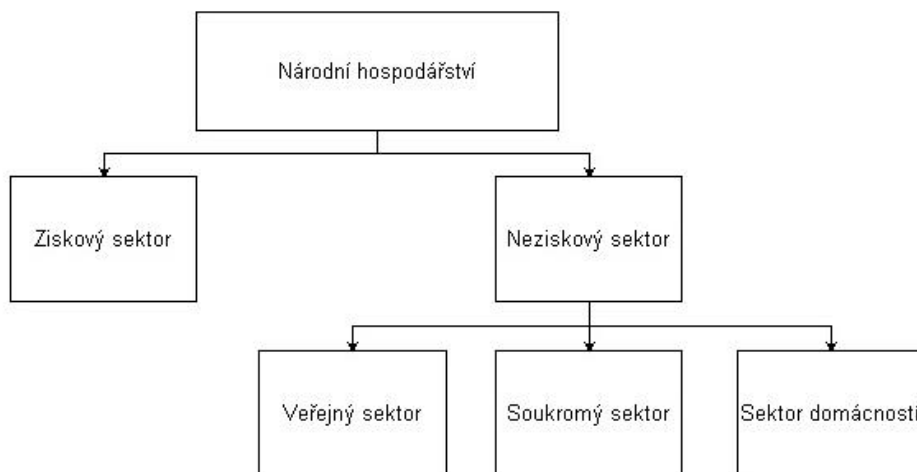 Národní hospodářství
Ziskový sektor
Neziskový sektor
Veřejný sektor
Soukromý sektor
Sektor domácností